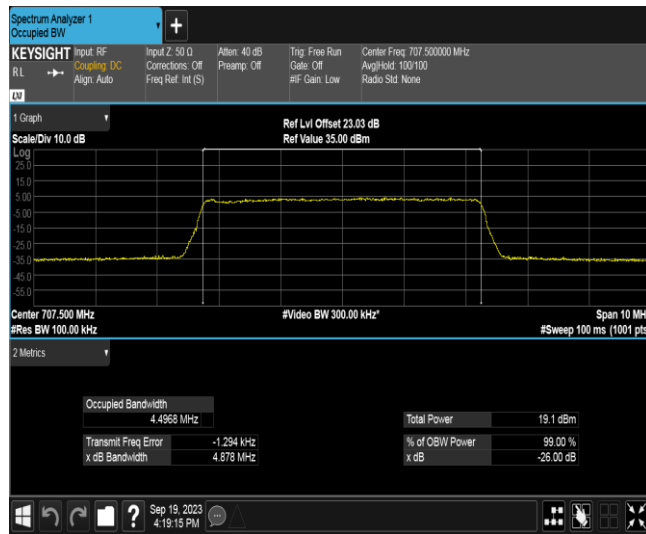 Spectrum Analyzer 1
Occupied BW
+
KEYSIGHT
RL
LXI
Input: RF
Coupling: DC
Align: Auto
Input Z: 50 Ω
Corrections: Off
Freq Ref: Int (S)
Atten: 40 dB
Preamp: Off
Trig: Free Run
Gate: Off
#IF Gain: Low
Center Freq: 707.500000 MHz
Avg|Hold: 100/100
Radio Std: None
1 Graph
Scale/Div 10.0 dB
Ref Lvl Offset 23.03 dB
Ref Value 35.00 dBm
Log
25.0
15.0
5.00
-5.00
-15.0
-25.0
-35.0
-45.0
-55.0
Center 707.500 MHz
#Res BW 100.00 kHz
#Video BW 300.00 kHz*
Span 10 MH
#Sweep 100 ms (1001 pts
2 Metrics
Occupied Bandwidth
4.4968 MHz
Transmit Freq Error -1.294 kHz
x dB Bandwidth 4.878 MHz
Total Power 19.1 dBm
% of OBW Power 99.00 %
x dB -26.00 dB
?
Sep 19, 2023
4:19:15 PM